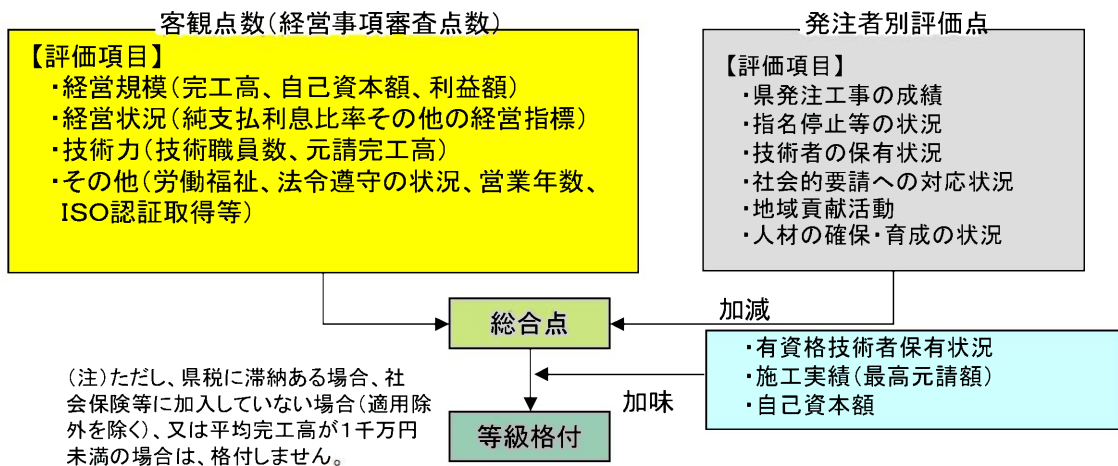 客観点数(経営事項審査点数)
【評価項目】
・経営規模(完工高、自己資本額、利益額)
・経営状況(純支払利息比率その他の経営指標)
・技術力(技術職員数、元請完工高)
・その他(労働福祉、法令遵守の状況、営業年数、
ISO認証取得等)
発注者別評価点
【評価項目】
・県発注工事の成績
・指名停止等の状況
・技術者の保有状況
・社会的要請への対応状況
・地域貢献活動
・人材の確保・育成の状況
総合点
加減
・有資格技術者保有状況
・施工実績(最高元請額)
・自己資本額
加味
等級格付
(注)ただし、県税に滞納ある場合、社
会保険等に加入していない場合(適用除
外を除く)、又は平均完工高が1千万円
未満の場合は、格付しません。